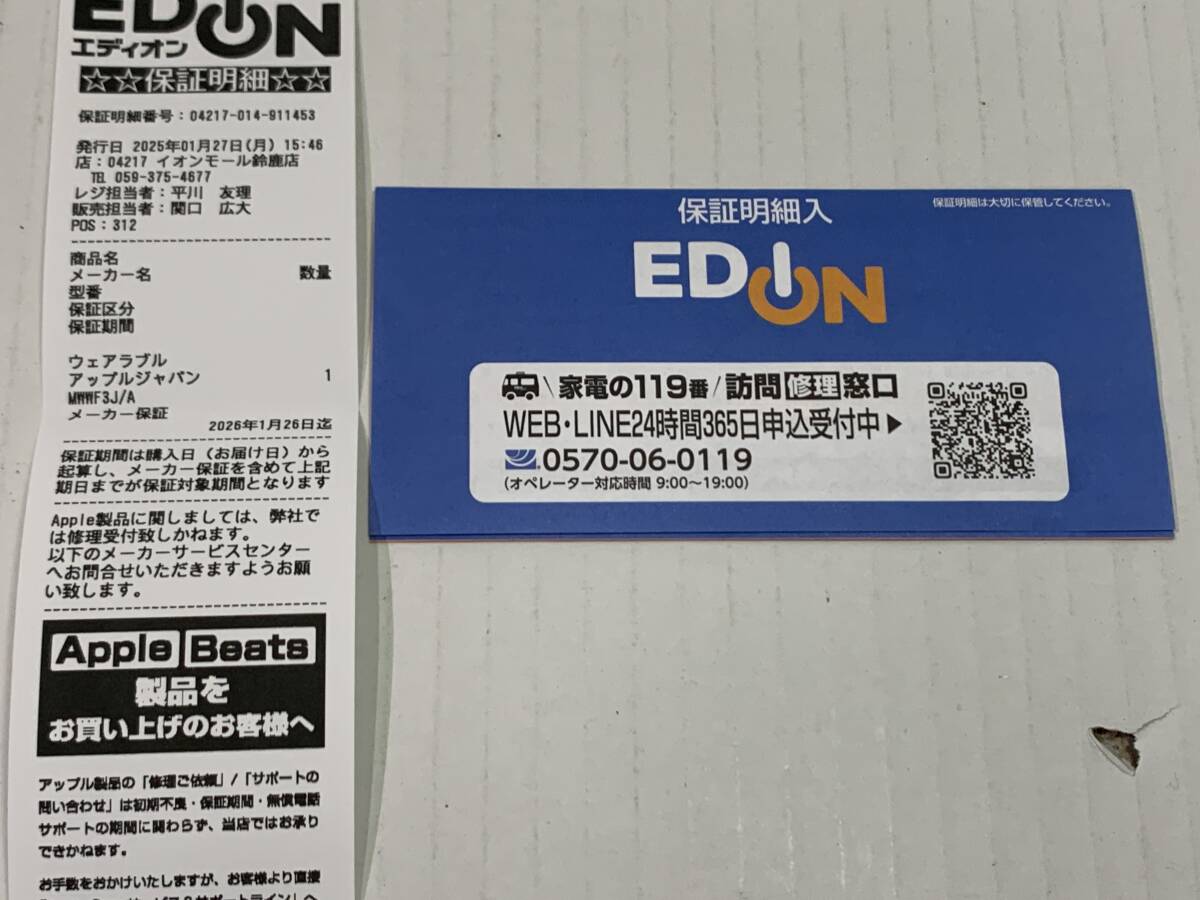 EDION
エディオン
☆☆保証明細☆☆
保証明細番号：04217-014-911453
発行日 2025年01月27日(月) 15:46
店：04217 イオンモール鈴鹿店
TEL 059-375-4677
レジ担当者：平川 友理
販売担当者：関口 広大
POS：312
商品名
メーカー名 数量
型番
保証区分
保証期間
ウェアラブル
アップルジャパン 1
MWWF3J/A
メーカー保証
2026年1月26日迄
保証期間は購入日（お届け日）から
起算し、メーカー保証を含めて上記
期日までが保証対象期間となります
Apple製品に関しましては、弊社で
は修理受付致しかねます。
以下のメーカーサービスセンター
へお問合せいただきますようお願
い致します。
Apple Beats
製品を
お買い上げのお客様へ
アップル製品の「修理ご依頼」/「サポートの
問い合わせ」は初期不良・保証期間・無償電話
サポートの期間に関わらず、当店ではお承り
できかねます。
お手数をおかけいたしますが、お客様より直接
保証明細入
保証明細は大切に保管してください。
EDION
\ 家電の119番 / 訪問修理窓口
WEB・LINE24時間365日申込受付中▶
0570-06-0119
(オペレーター対応時間 9:00～19:00)